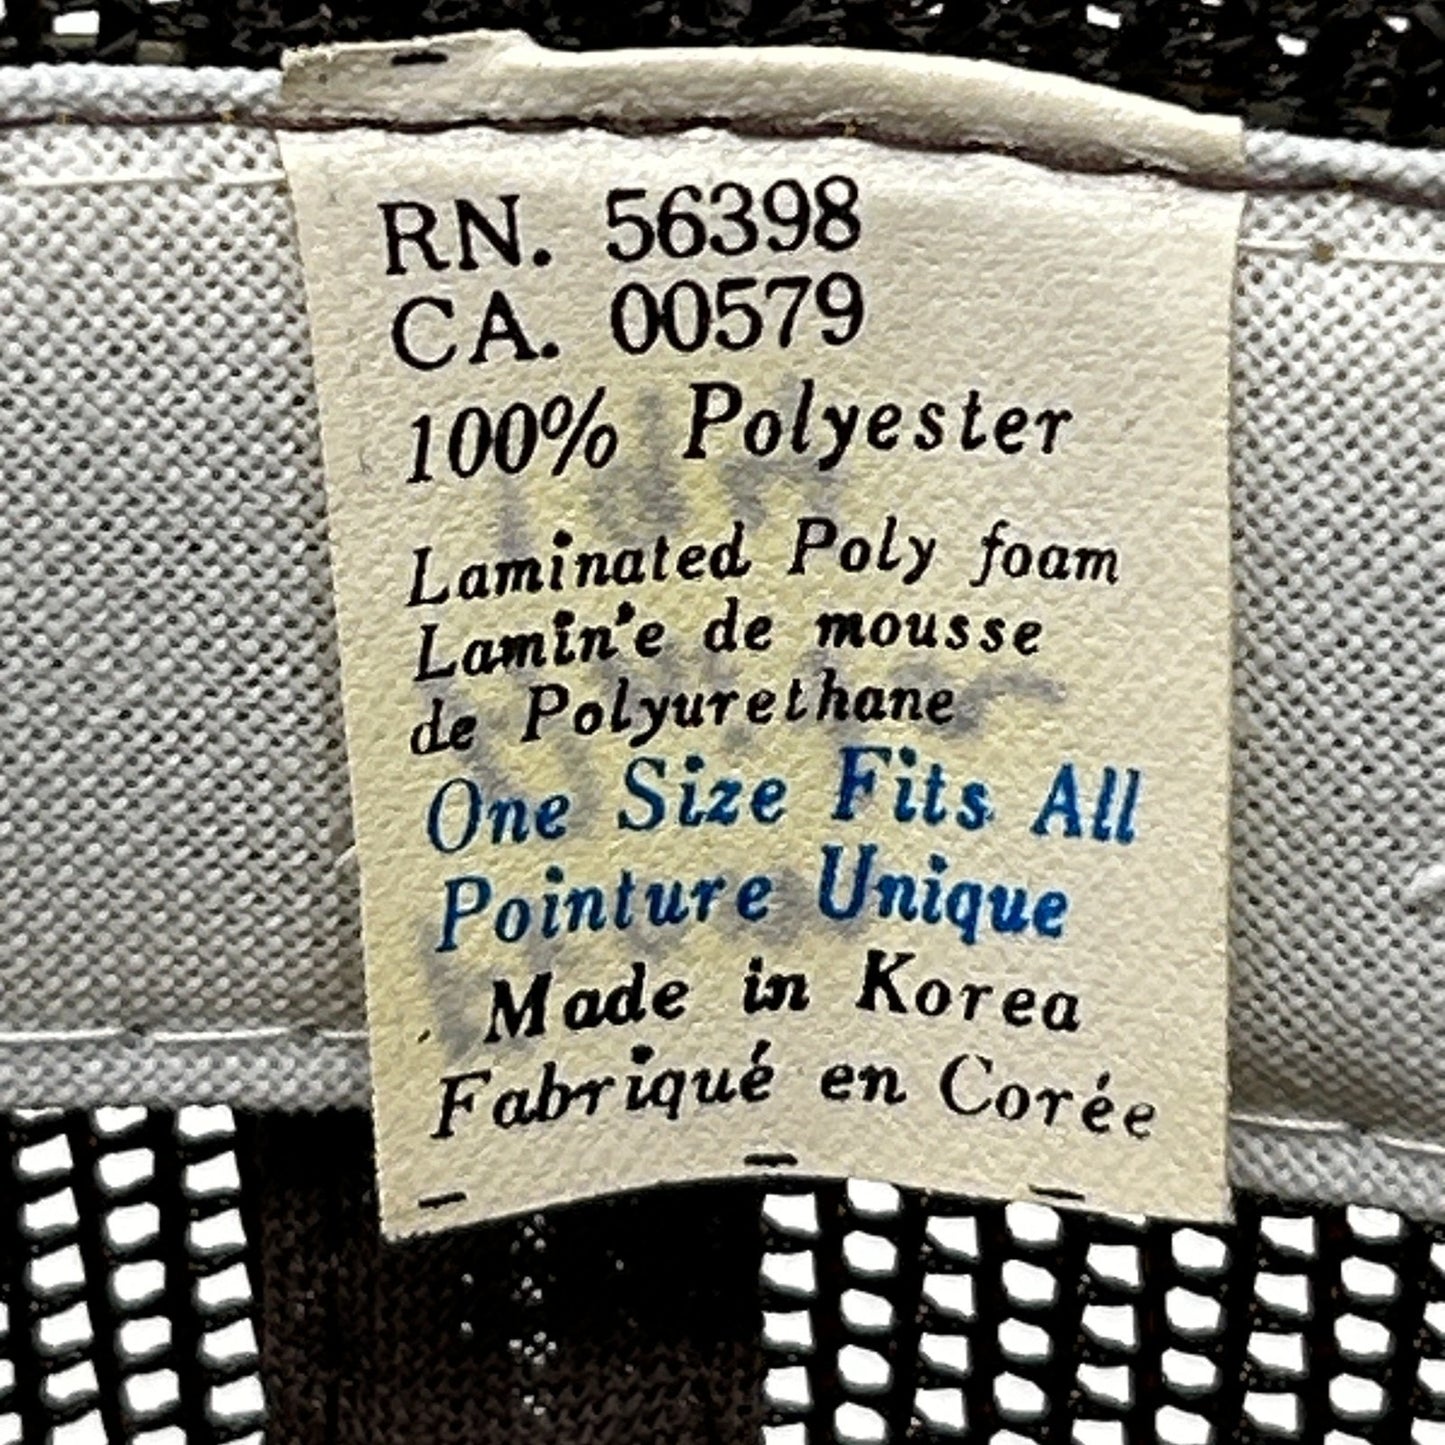 RN. 56398
CA. 00579
100% Polyester
Laminated Poly foam
Lamin'e de mousse
de Polyurethane
One Size Fits All
Pointure Unique
Made in Korea
Fabriqué en Corée